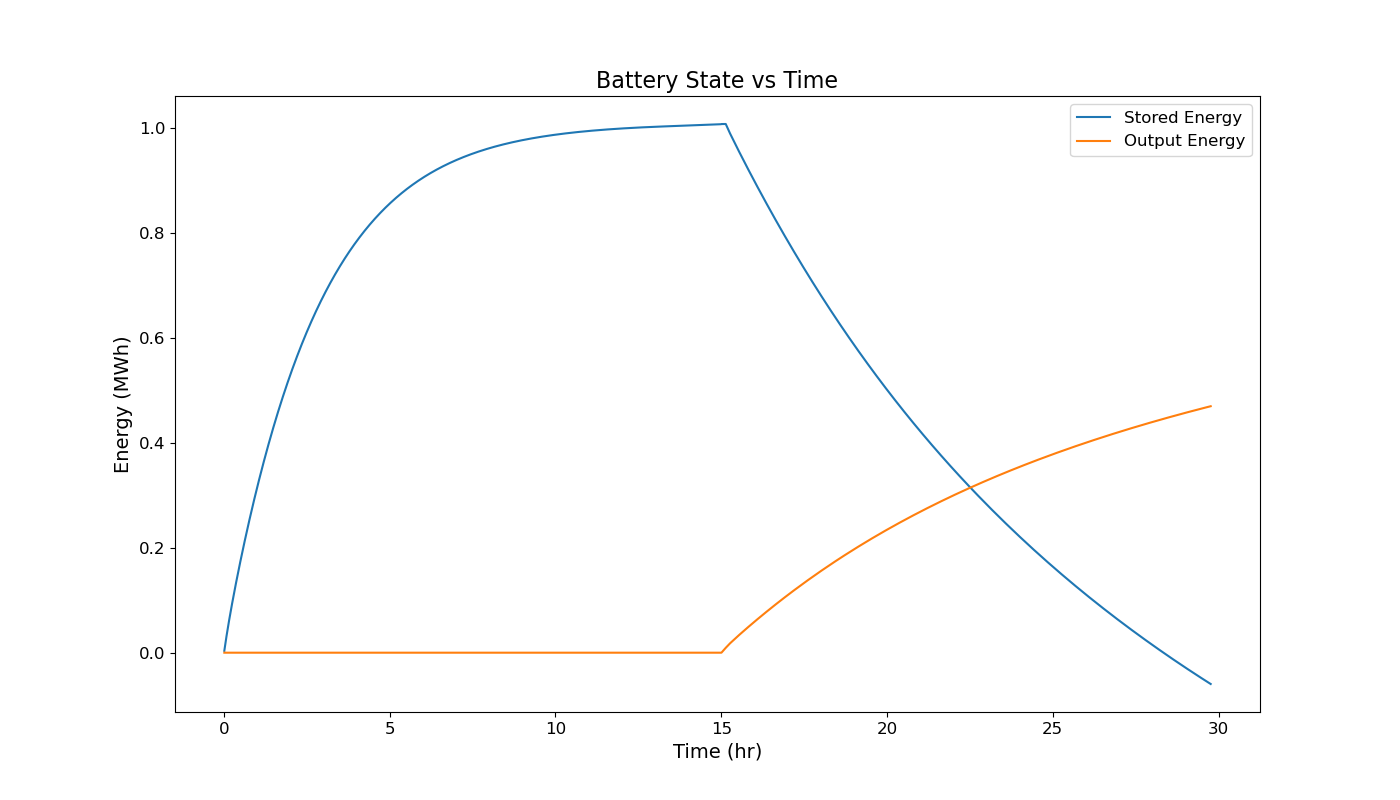 Battery State vs Time
Stored Energy
Output Energy
Energy (MWh)
1.0
0.8
0.6
0.4
0.2
0.0
0 5 10 15 20 25 30
Time (hr)